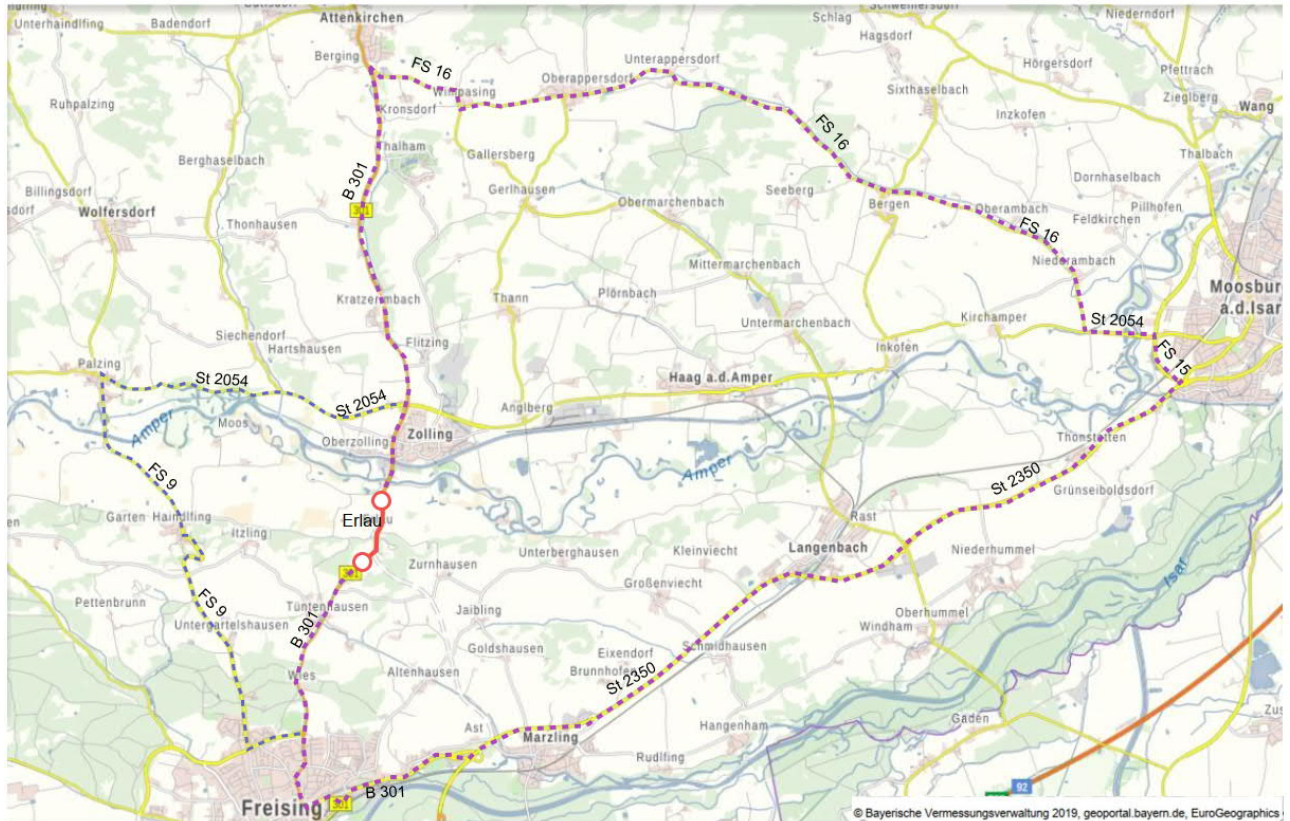 Unterhaindlfing
Badendorf
Attenkirchen
Schlag
Hagsdorf
Niederndorf
Berging
FS 16
Unterappersdorf
Hörgersdorf
Pfettrach
Ruhpalzing
Wimpasing
Oberappersdorf
Sixthaselbach
Zieglberg
Kronsdorf
Inzkofen
Wang
Thalham
FS 16
Berghaselbach
Gallersberg
Thalbach
B 301
Dornhaselbach
Billingsdorf
Gerlhausen
Seeberg
Pillhofen
Wolfersdorf
301
Obermarchenbach
Bergen
Oberambach
Feldkirchen
Thonhausen
FS 16
Mittermarchenbach
Niederambach
Moosburg
a.d.Isar
Kratzerimbach
Thann
Plörnbach
Untermarchenbach
Kirchamper
St 2054
Siechendorf
Flitzing
Hartshausen
Inkofen
FS 15
Palzing
St 2054
Haag a.d.Amper
St 2054
Anglberg
Amper
Moos
Oberzolling
Zolling
Thonstetten
Amper
FS 9
St 2350
Grünseiboldsdorf
Garten
Haindlfing
Erlau
Rast
Itzling
Unterberghausen
Kleinviecht
Langenbach
Niederhummel
301
Zurnhausen
Isar
Großenviecht
Pettenbrunn
FS 9
Tüntenhausen
Jaibling
Oberhummel
Untergartelshausen
B 301
Windham
Goldshausen
Eixendorf
Schmidhausen
Wies
Altenhausen
Brunnhofen
St 2350
Ast
Hangenham
Gaden
Marzling
Rudlfing
B 301
92
Freising
301
© Bayerische Vermessungsverwaltung 2019, geoportal.bayern.de, EuroGeographics